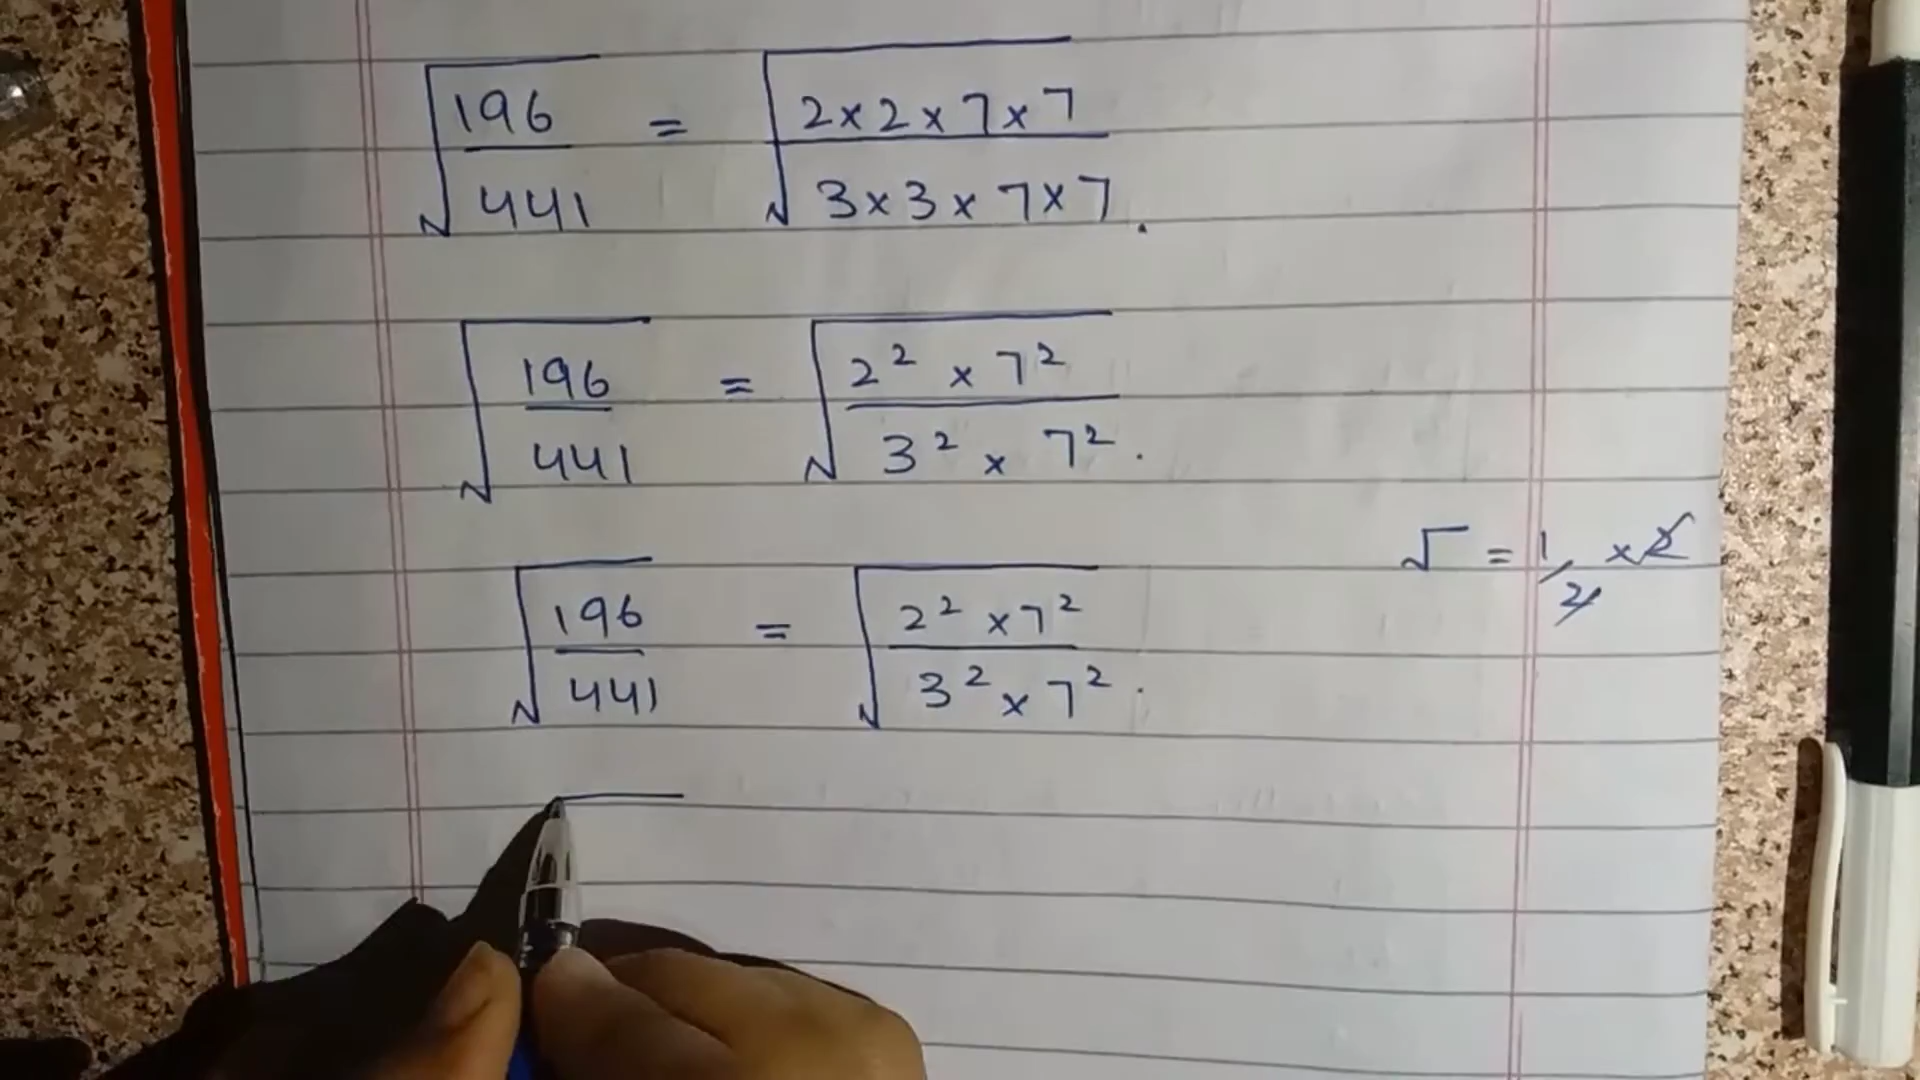 √(196/441) = √((2×2×7×7)/(3×3×7×7)).
√(196/441) = √((2² × 7²)/(3² × 7²)).
√ = 1/2 × 2
√(196/441) = √((2² × 7²)/(3² × 7²)).